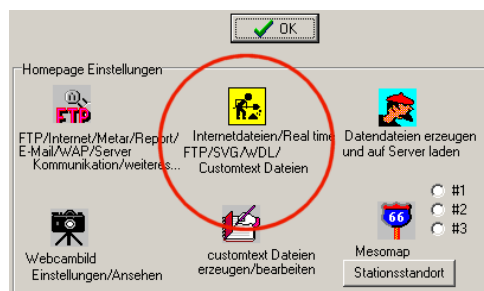 OK
Homepage Einstellungen
FTP
FTP/Internet/Metar/Report/
E-Mail/WAP/Server
Kommunikation/weiteres...
Internetdateien/Real time
FTP/SVG/WDL/
Customtext Dateien
Datendateien erzeugen
und auf Server laden
#1
#2
#3
66
Webcambild
Einstellungen/Ansehen
customtext Dateien
erzeugen/bearbeiten
Mesomap
Stationsstandort